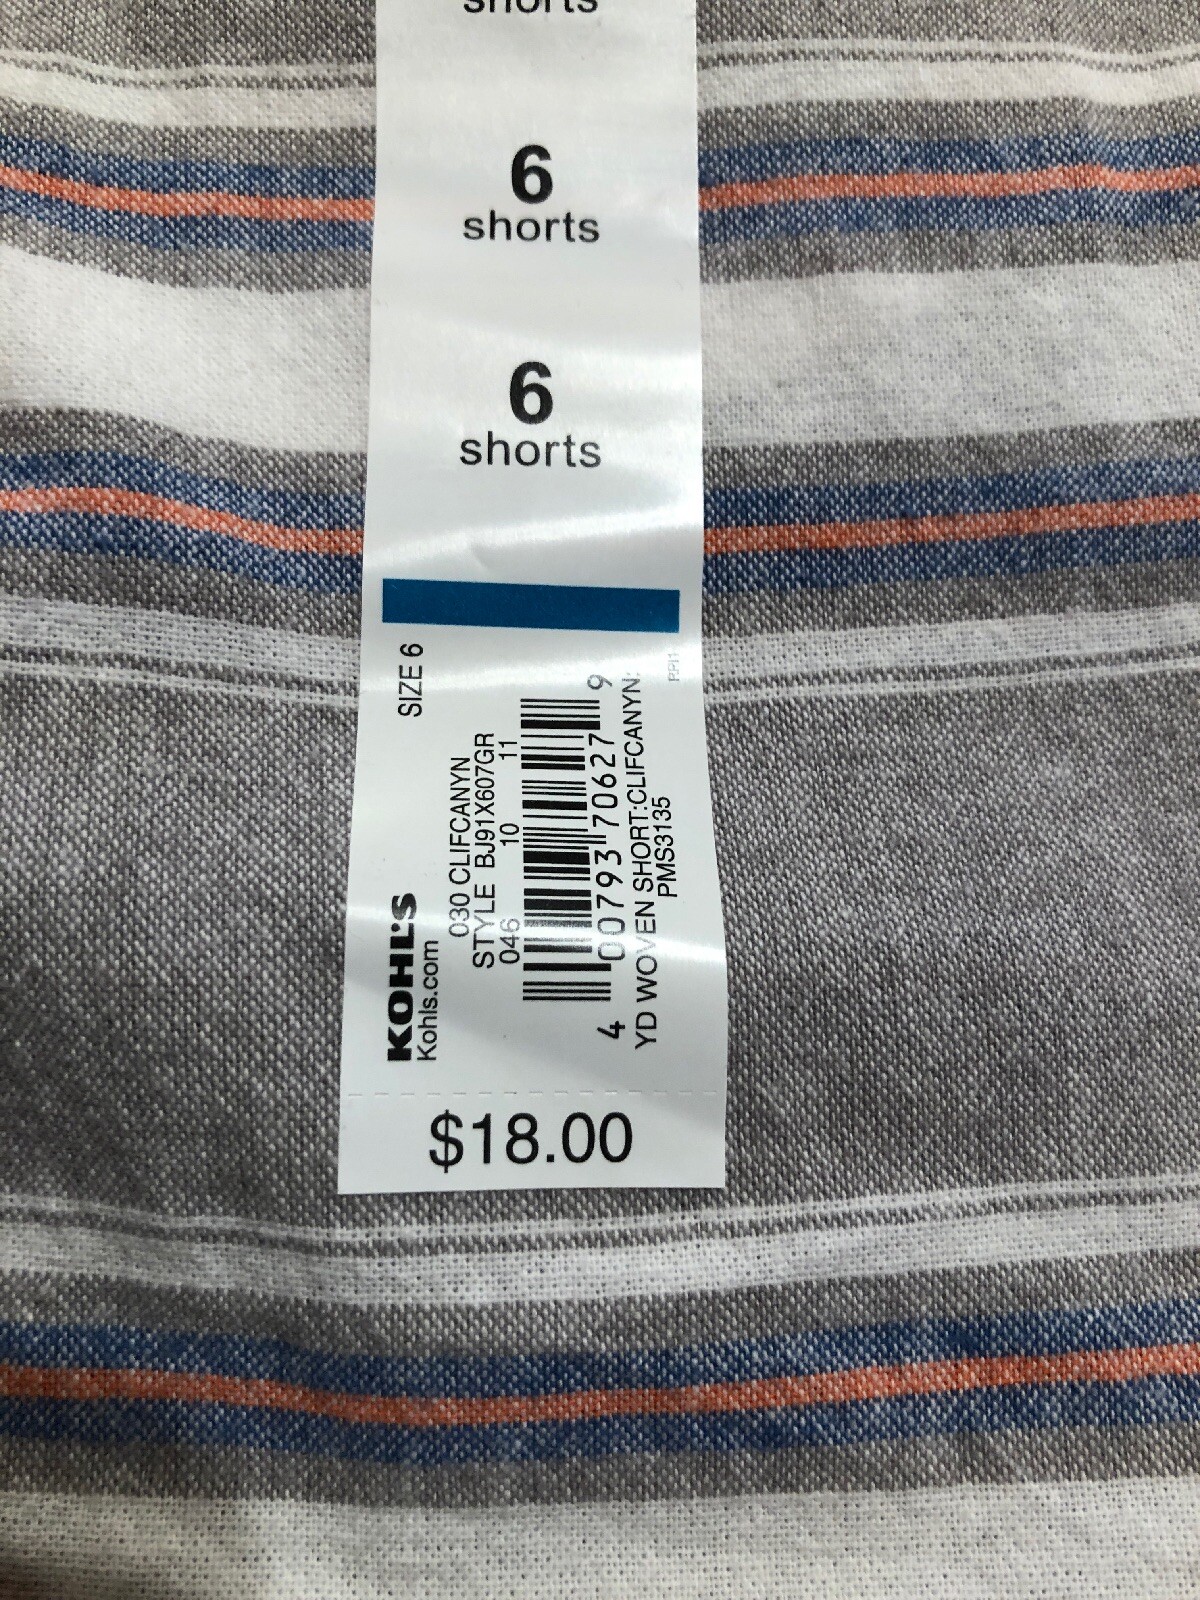 shorts
6
shorts
6
shorts
SIZE 6
KOHL'S
Kohls.com
030 CLIFCANYN
STYLE BJ91X607GR
046 10 11
4 00793 70627 9
YD WOVEN SHORT:CLIFCANYN:
PMS3135
$18.00